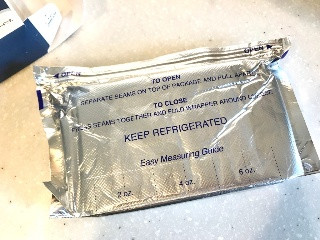 OPEN
OPEN
TO OPEN
SEPARATE SEAMS ON TOP OF PACKAGE AND PULL APART
TO CLOSE
PRESS SEAMS TOGETHER AND FOLD WRAPPER AROUND
KEEP REFRIGERATED
Easy Measuring Guide
2 oz.
4 oz.
6 oz.